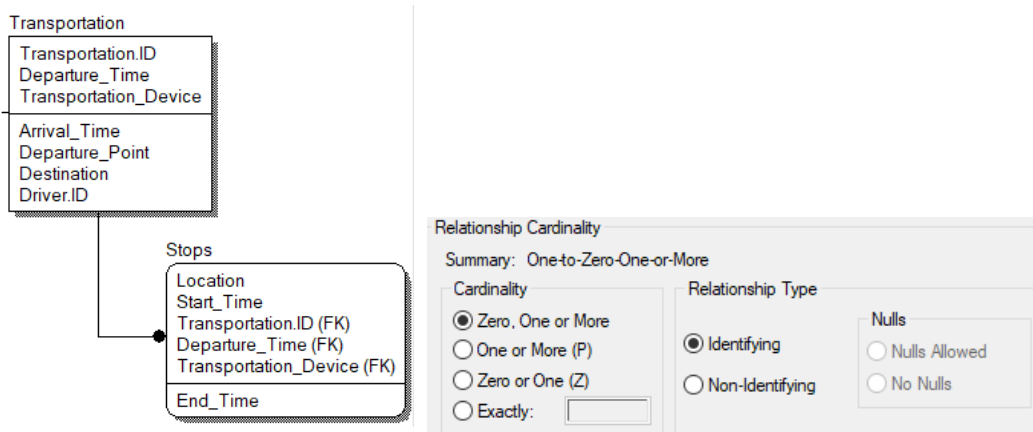 Transportation
Transportation.ID
Departure_Time
Transportation_Device
Arrival_Time
Departure_Point
Destination
Driver.ID
Stops
Location
Start_Time
Transportation.ID (FK)
Departure_Time (FK)
Transportation_Device (FK)
End_Time
Relationship Cardinality
Summary: One-to-Zero-One-or-More
Cardinality
Zero, One or More
One or More (P)
Zero or One (Z)
Exactly:
Relationship Type
Identifying
Non-Identifying
Nulls
Nulls Allowed
No Nulls